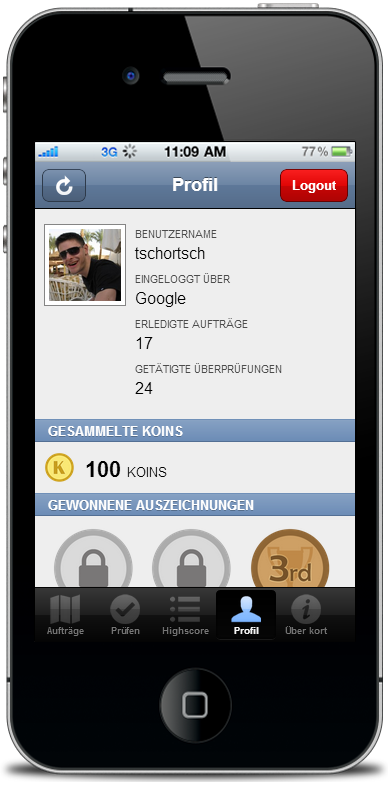 3G 11:09 AM 77%
Profil
Logout
BENUTZERNAME
tschortsch
EINGELOGGT ÜBER
Google
ERLEDIGTE AUFTRÄGE
17
GETÄTIGTE ÜBERPRÜFUNGEN
24
GESAMMELTE KOINS
K 100 KOINS
GEWONNENE AUSZEICHNUNGEN
3rd
Aufträge Prüfen Highscore Profil Über kort